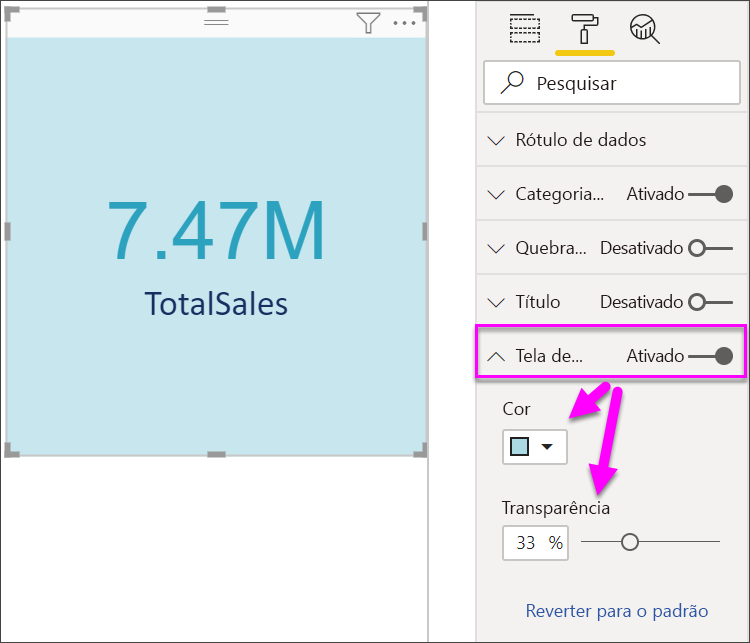 7.47M
TotalSales
Pesquisar
Rótulo de dados
Categoria... Ativado
Quebra... Desativado
Título Desativado
Tela de... Ativado
Cor
Transparência
33 %
Reverter para o padrão